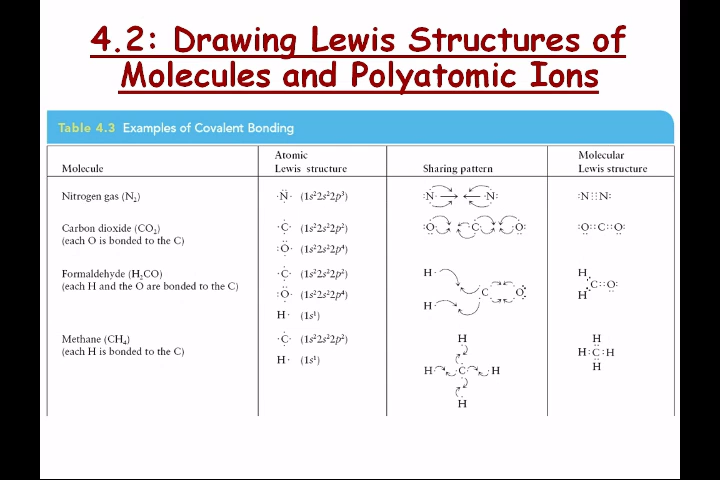 4.2: Drawing Lewis Structures of
Molecules and Polyatomic Ions
Table 4.3 Examples of Covalent Bonding
Molecule
Atomic
Lewis structure
Sharing pattern
Molecular
Lewis structure
Nitrogen gas (N₂)
·N̈· (1s²2s²2p³)
:N· → ← ·N:
:N⋮⋮N:
Carbon dioxide (CO₂)
(each O is bonded to the C)
·Ċ· (1s²2s²2p²)
:Ö· (1s²2s²2p⁴)
:O· ·C· ·O:
:O::C::O:
Formaldehyde (H₂CO)
(each H and the O are bonded to the C)
·Ċ· (1s²2s²2p²)
:Ö· (1s²2s²2p⁴)
H· (1s¹)
H·
C O
H·
H
C::O:
H
Methane (CH₄)
(each H is bonded to the C)
·Ċ· (1s²2s²2p²)
H· (1s¹)
H
H C H
H
H
H:C:H
H